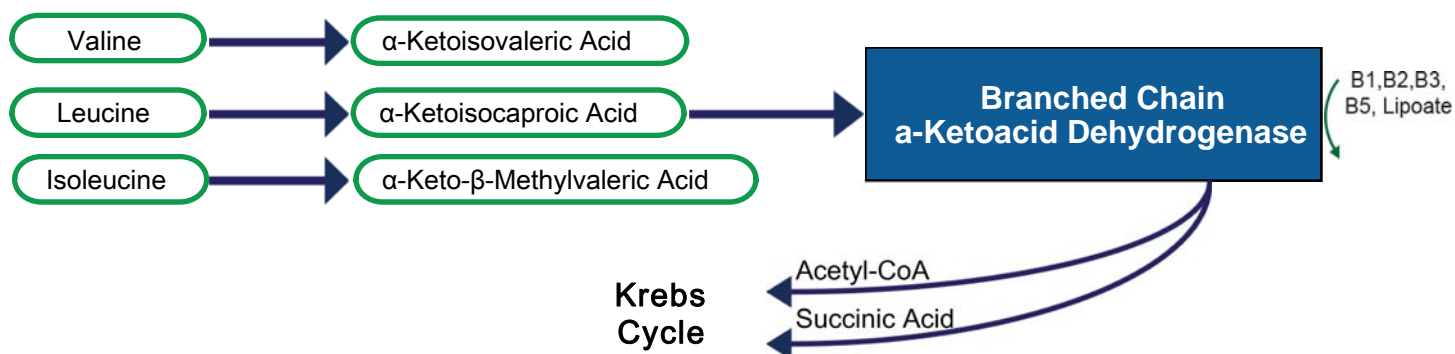 Valine
α-Ketoisovaleric Acid
Leucine
α-Ketoisocaproic Acid
Isoleucine
α-Keto-β-Methylvaleric Acid
Branched Chain
a-Ketoacid Dehydrogenase
B1,B2,B3,
B5, Lipoate
Acetyl-CoA
Succinic Acid
Krebs
Cycle